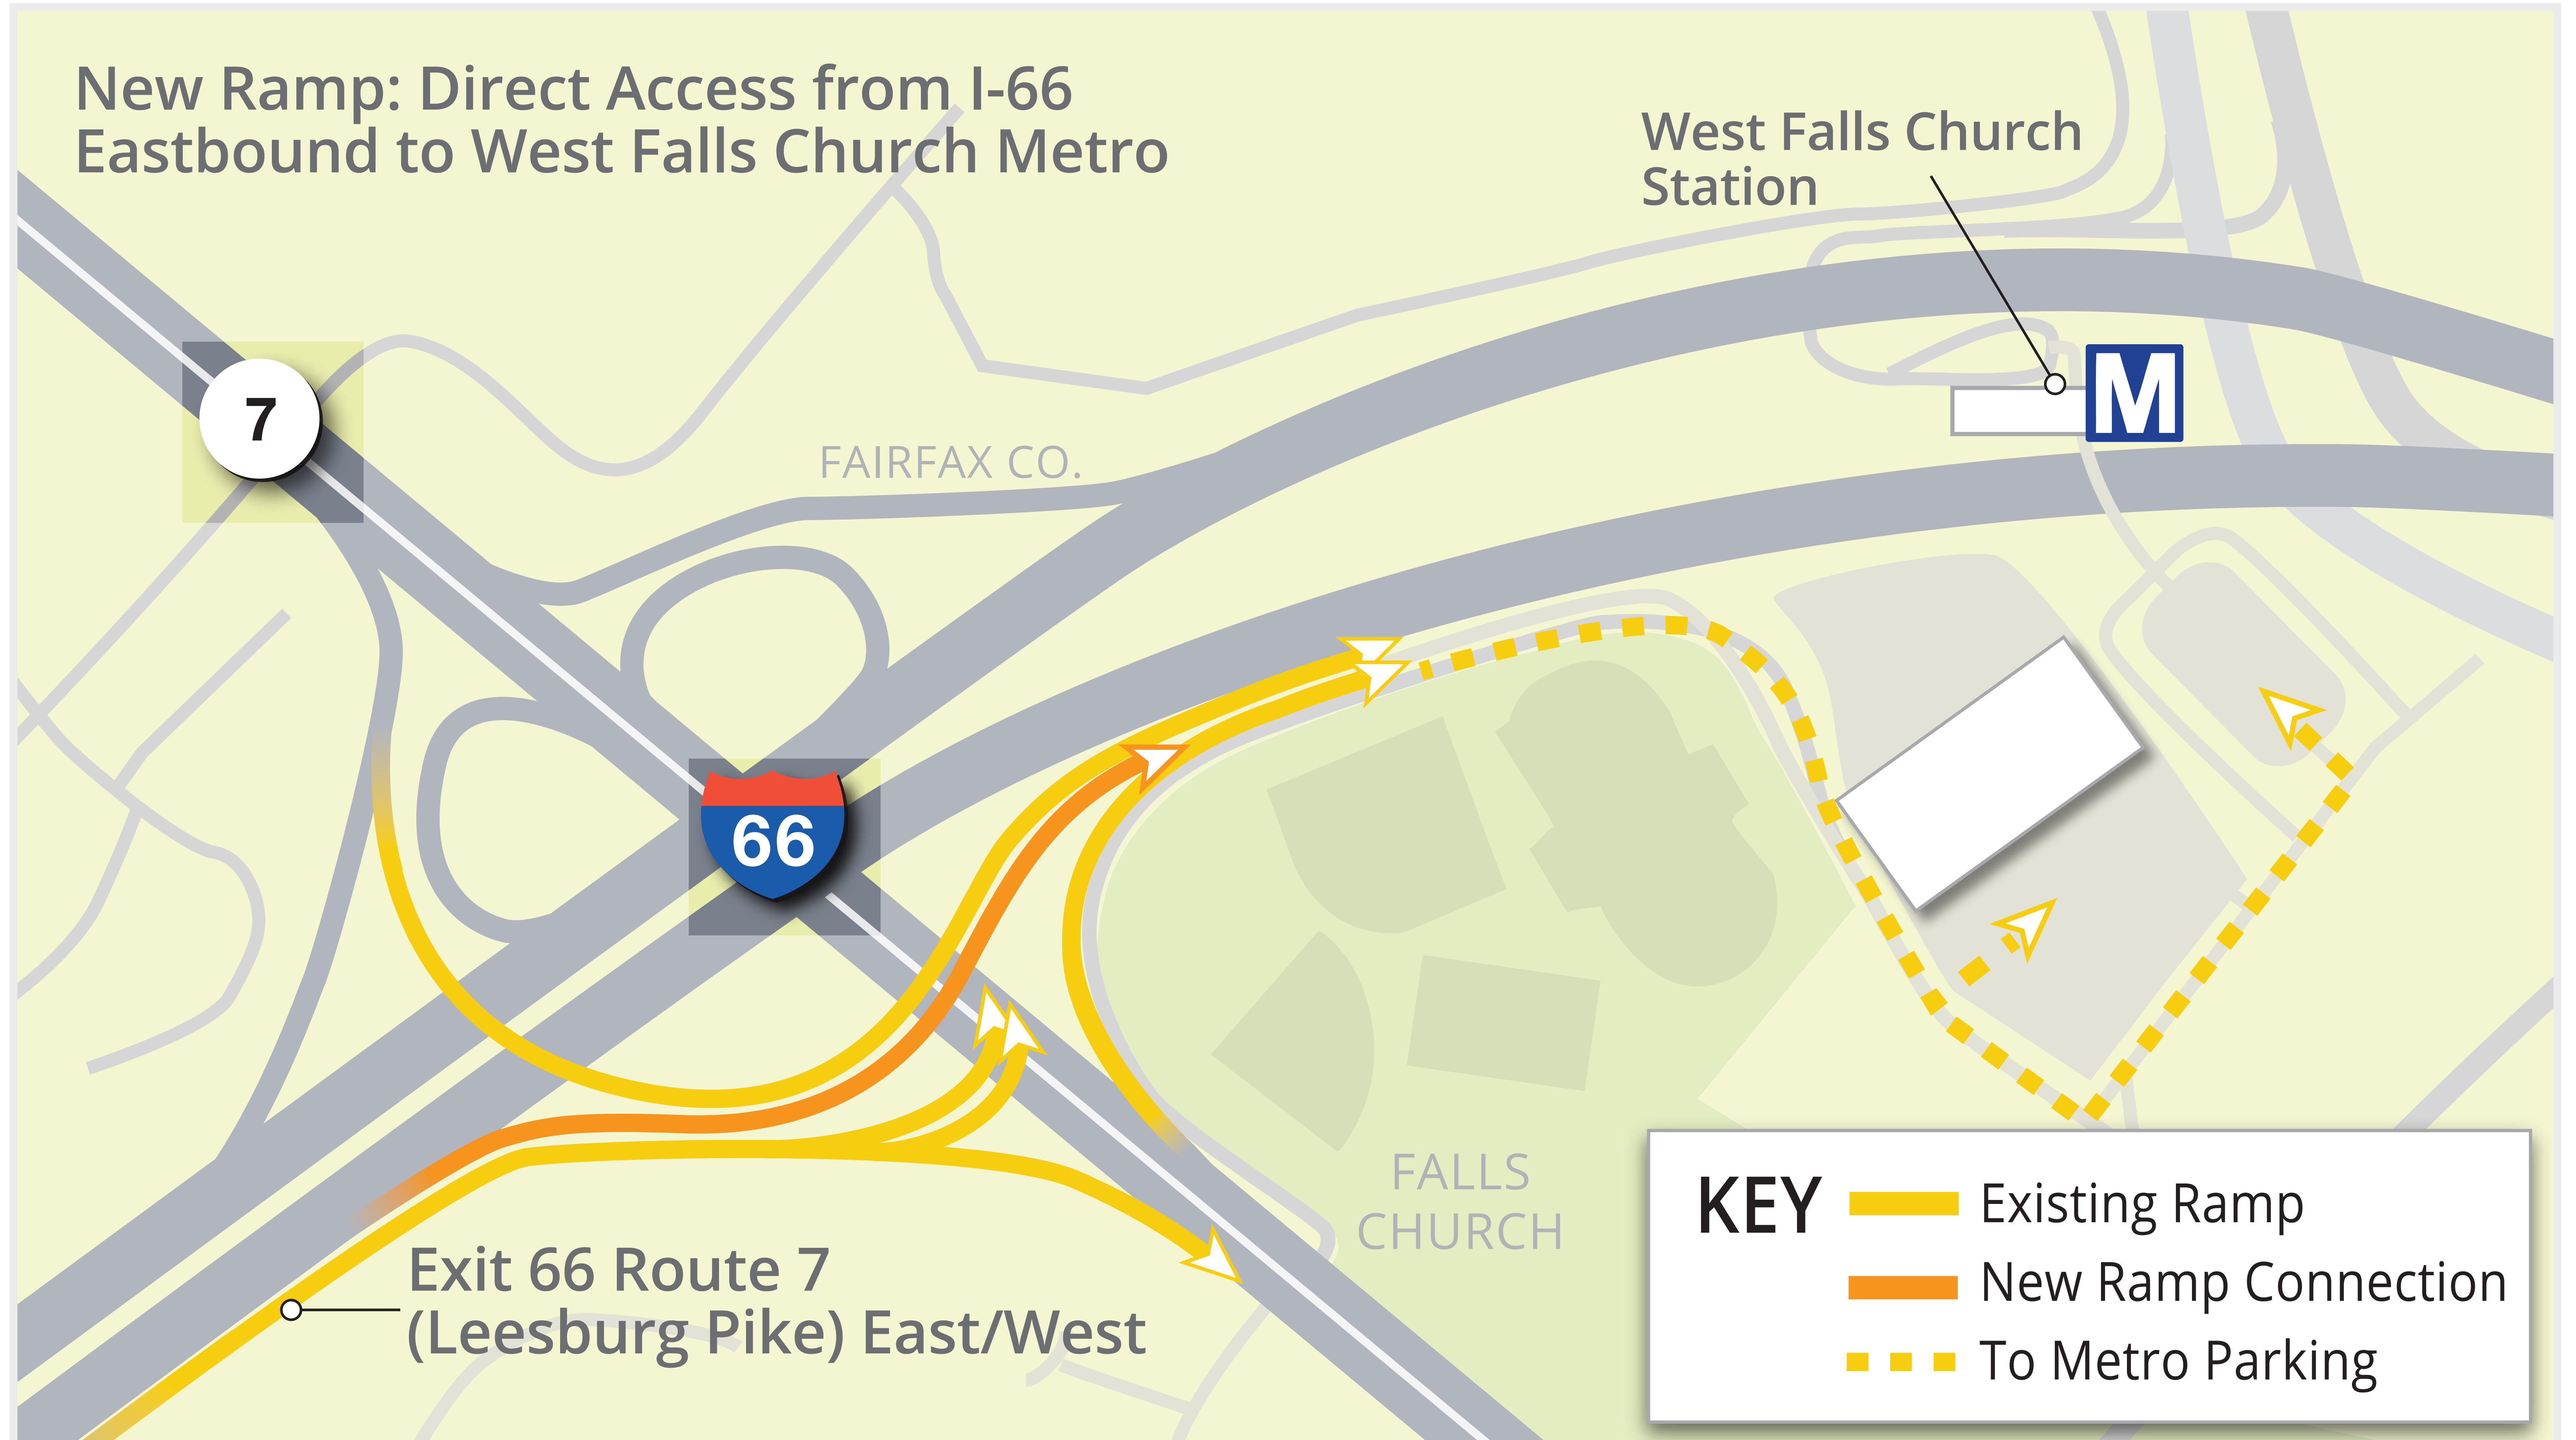 New Ramp: Direct Access from I-66
Eastbound to West Falls Church Metro
West Falls Church
Station
7
M
FAIRFAX CO.
66
FALLS
CHURCH
Exit 66 Route 7
(Leesburg Pike) East/West
KEY
Existing Ramp
New Ramp Connection
To Metro Parking